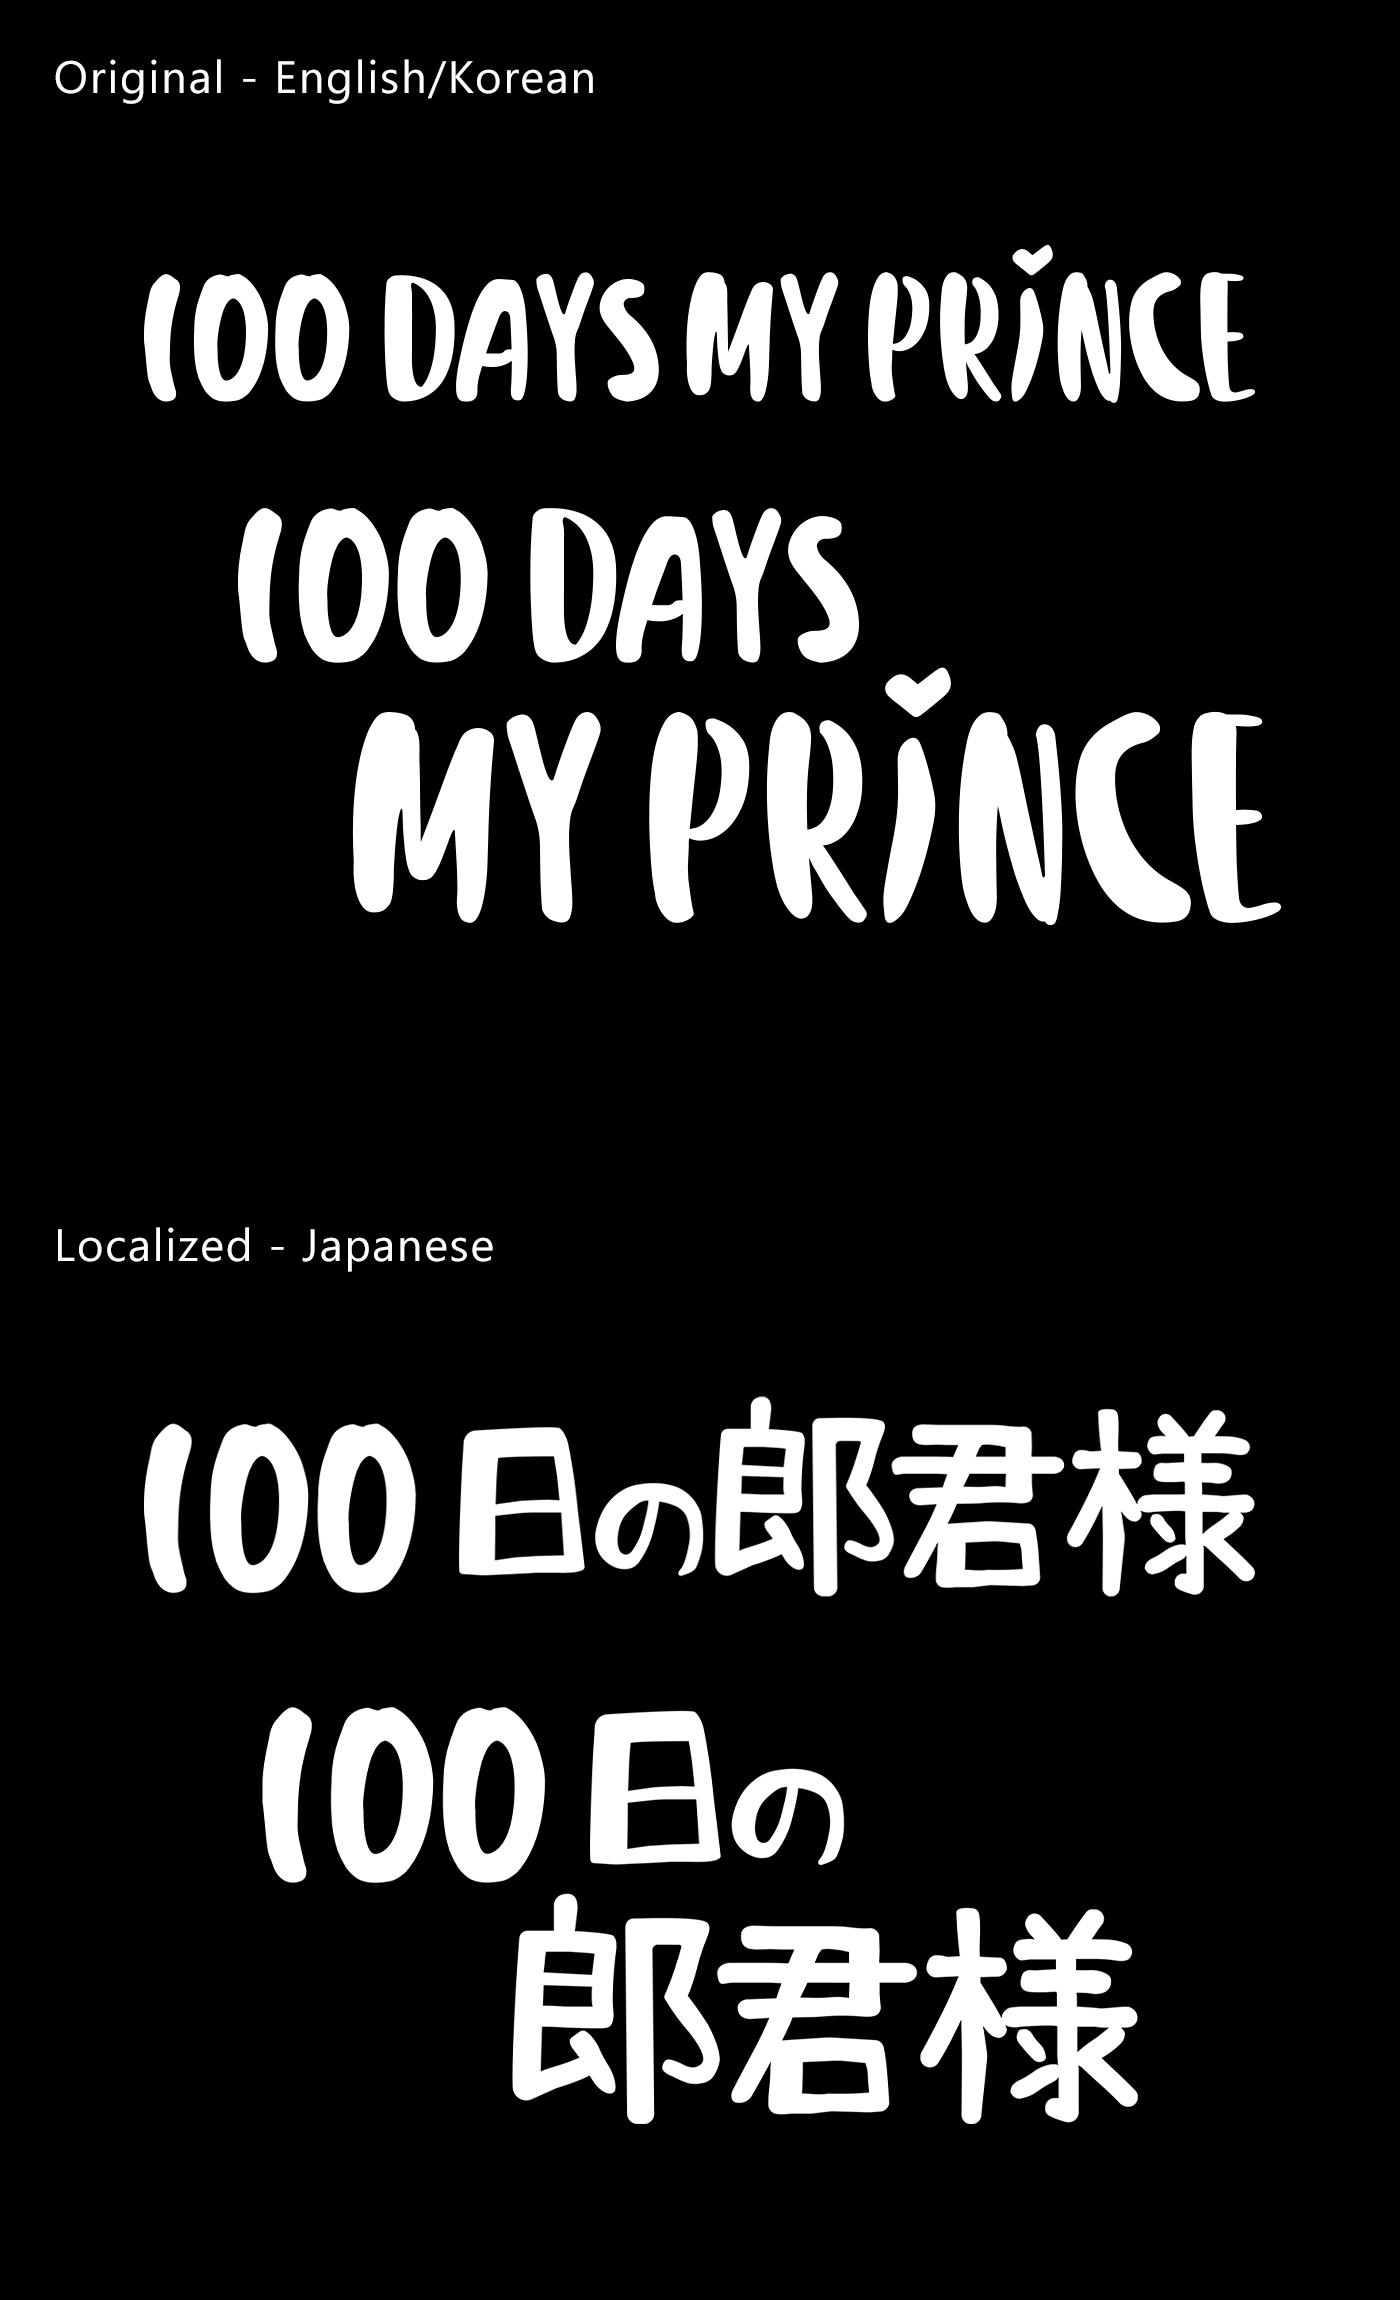 Original - English/Korean
100 DAYS MY PRiNCE
100 DAYS
MY PRiNCE
Localized - Japanese
100日の郎君様
100日の
郎君様